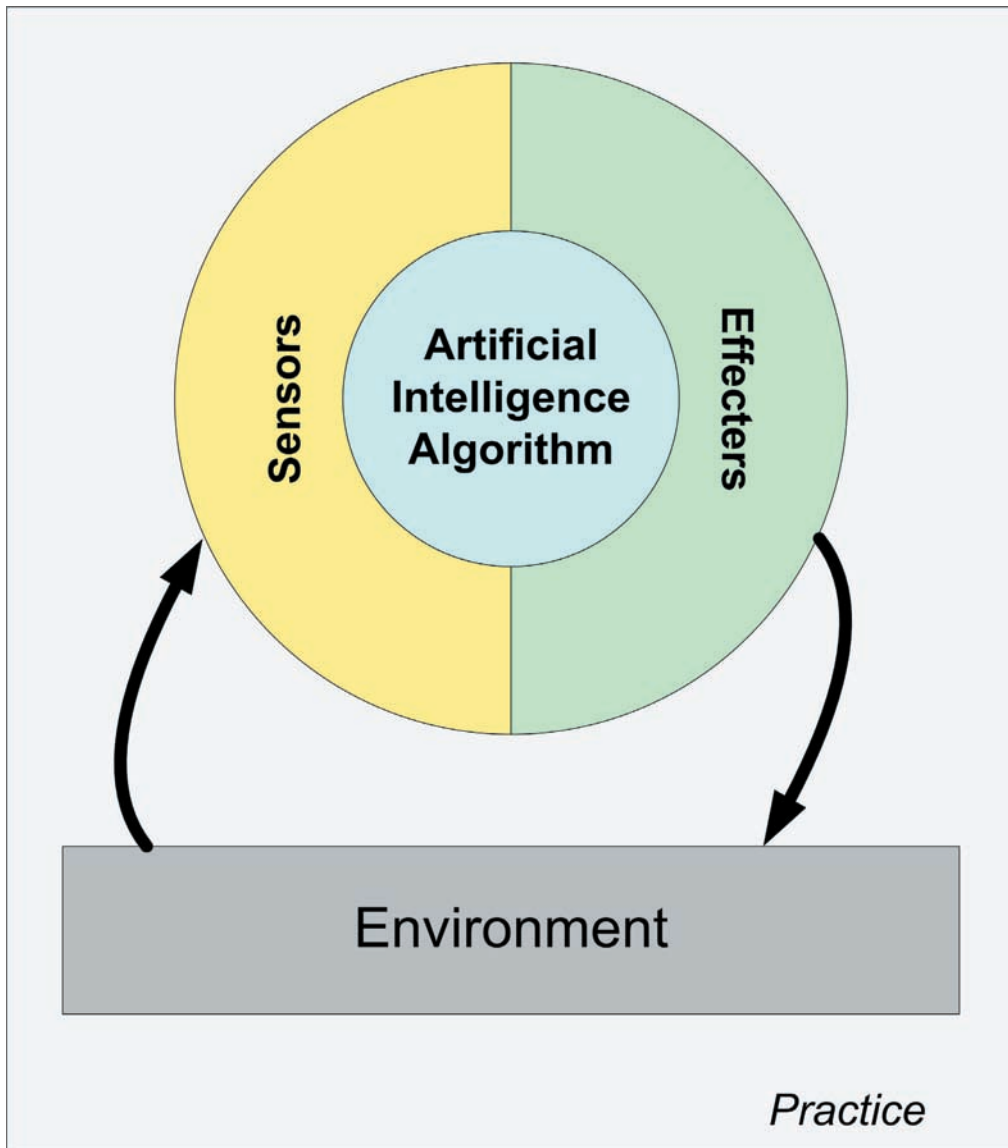 Sensors
Artificial
Intelligence
Algorithm
Effecters
Environment
Practice